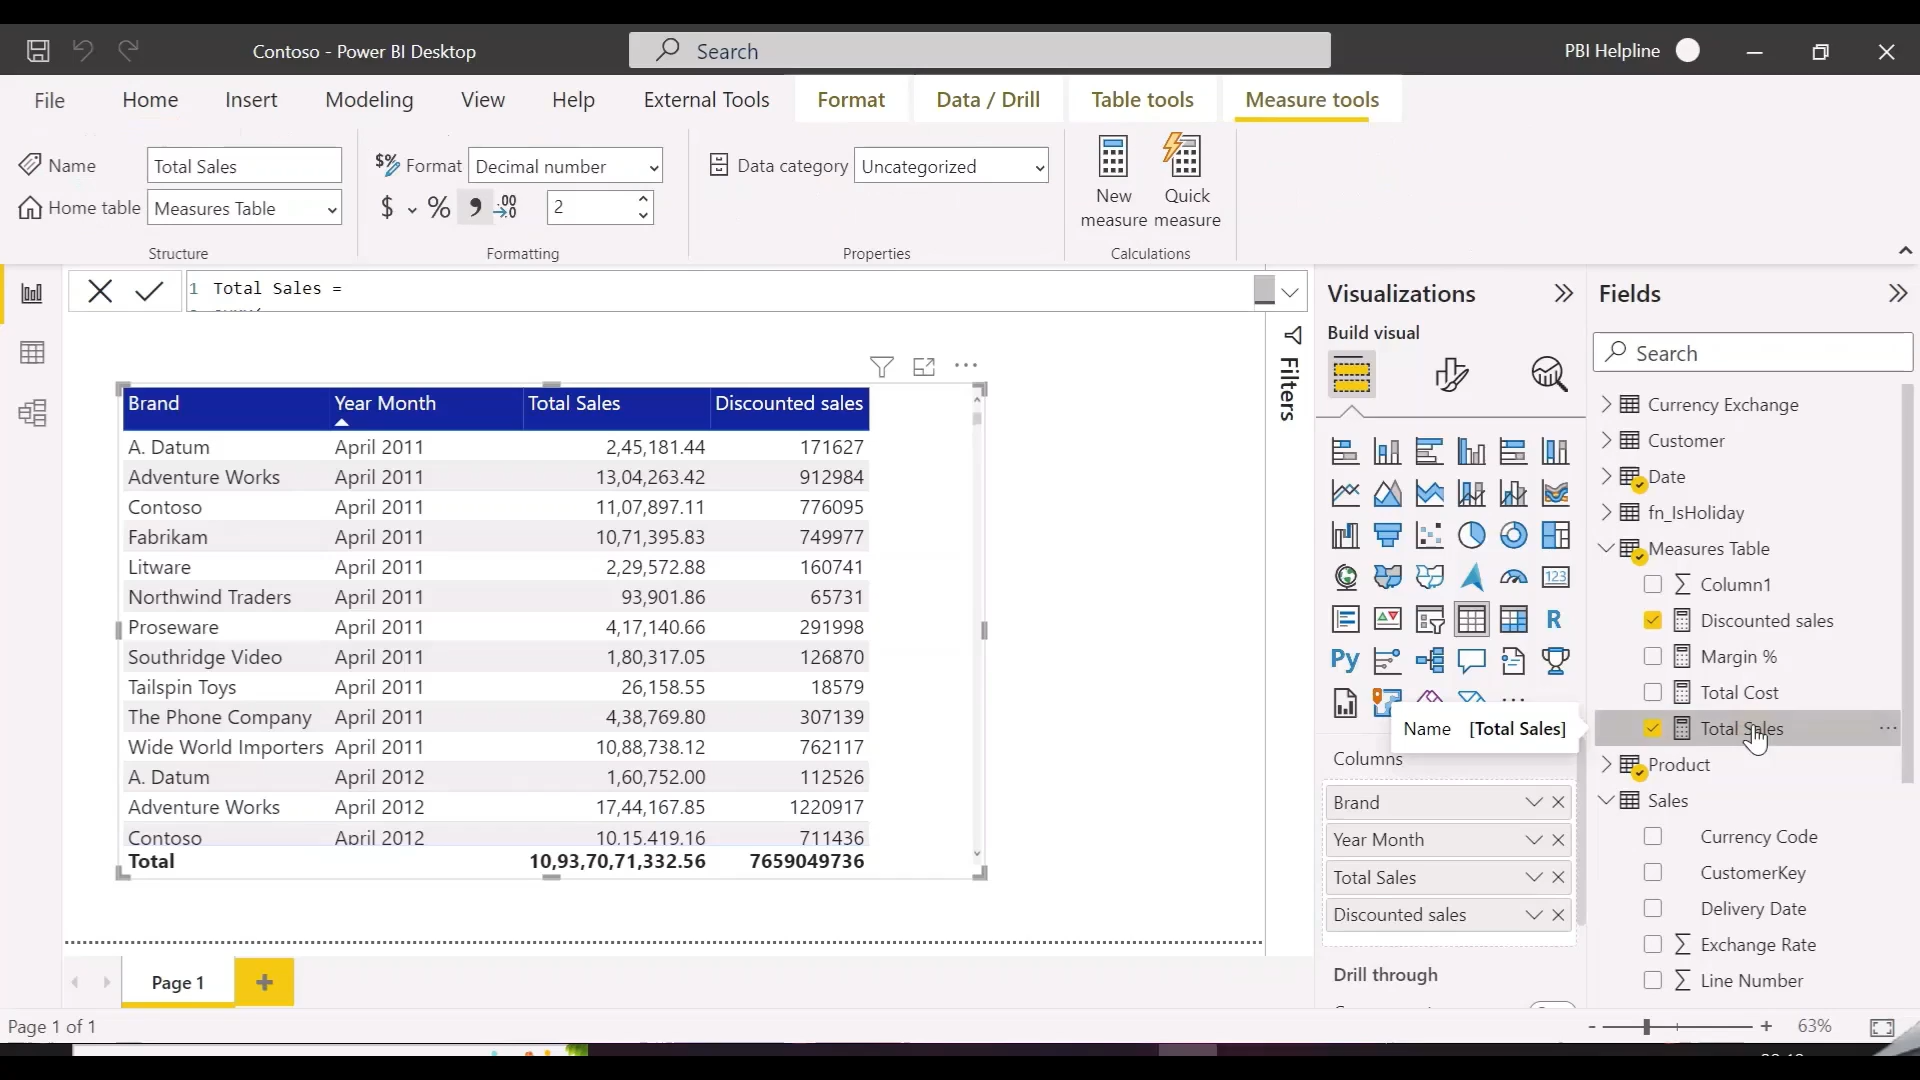 Contoso - Power BI Desktop
Search
PBI Helpline
File
Home
Insert
Modeling
View
Help
External Tools
Format
Data / Drill
Table tools
Measure tools
Name
Total Sales
Format
Decimal number
Data category
Uncategorized
New measure
Quick measure
Home table
Measures Table
$
%
2
Structure
Formatting
Properties
Calculations
1 Total Sales =
Filters
Visualizations
Build visual
Fields
Search
Brand Year Month Total Sales Discounted sales
A. Datum April 2011 2,45,181.44 171627
Adventure Works April 2011 13,04,263.42 912984
Contoso April 2011 11,07,897.11 776095
Fabrikam April 2011 10,71,395.83 749977
Litware April 2011 2,29,572.88 160741
Northwind Traders April 2011 93,901.86 65731
Proseware April 2011 4,17,140.66 291998
Southridge Video April 2011 1,80,317.05 126870
Tailspin Toys April 2011 26,158.55 18579
The Phone Company April 2011 4,38,769.80 307139
Wide World Importers April 2011 10,88,738.12 762117
A. Datum April 2012 1,60,752.00 112526
Adventure Works April 2012 17,44,167.85 1220917
Contoso April 2012 10,15,419.16 711436
Total 10,93,70,71,332.56 7659049736
123
R
Py
Name [Total Sales]
Columns
Brand
Year Month
Total Sales
Discounted sales
Drill through
Currency Exchange
Customer
Date
fn_IsHoliday
Measures Table
Column1
Discounted sales
Margin %
Total Cost
Total Sales
Product
Sales
Currency Code
CustomerKey
Delivery Date
Exchange Rate
Line Number
Page 1
Page 1 of 1
63%